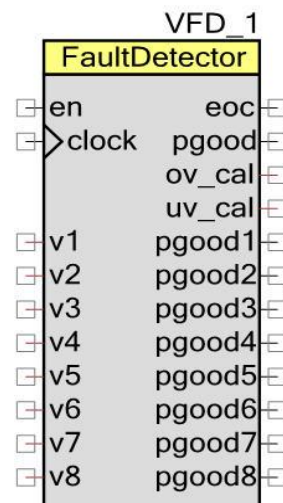 VFD_1
FaultDetector
en eoc
clock pgood
ov_cal
uv_cal
v1 pgood1
v2 pgood2
v3 pgood3
v4 pgood4
v5 pgood5
v6 pgood6
v7 pgood7
v8 pgood8